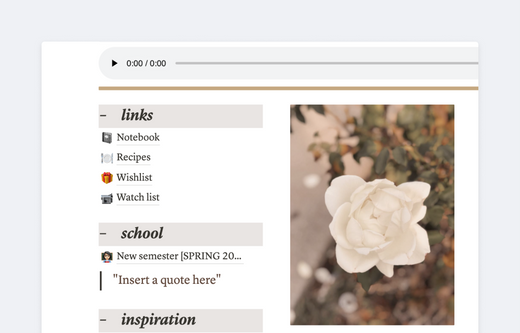 0:00 / 0:00
– links
Notebook
Recipes
Wishlist
Watch list
– school
New semester [SPRING 20...
"Insert a quote here"
– inspiration